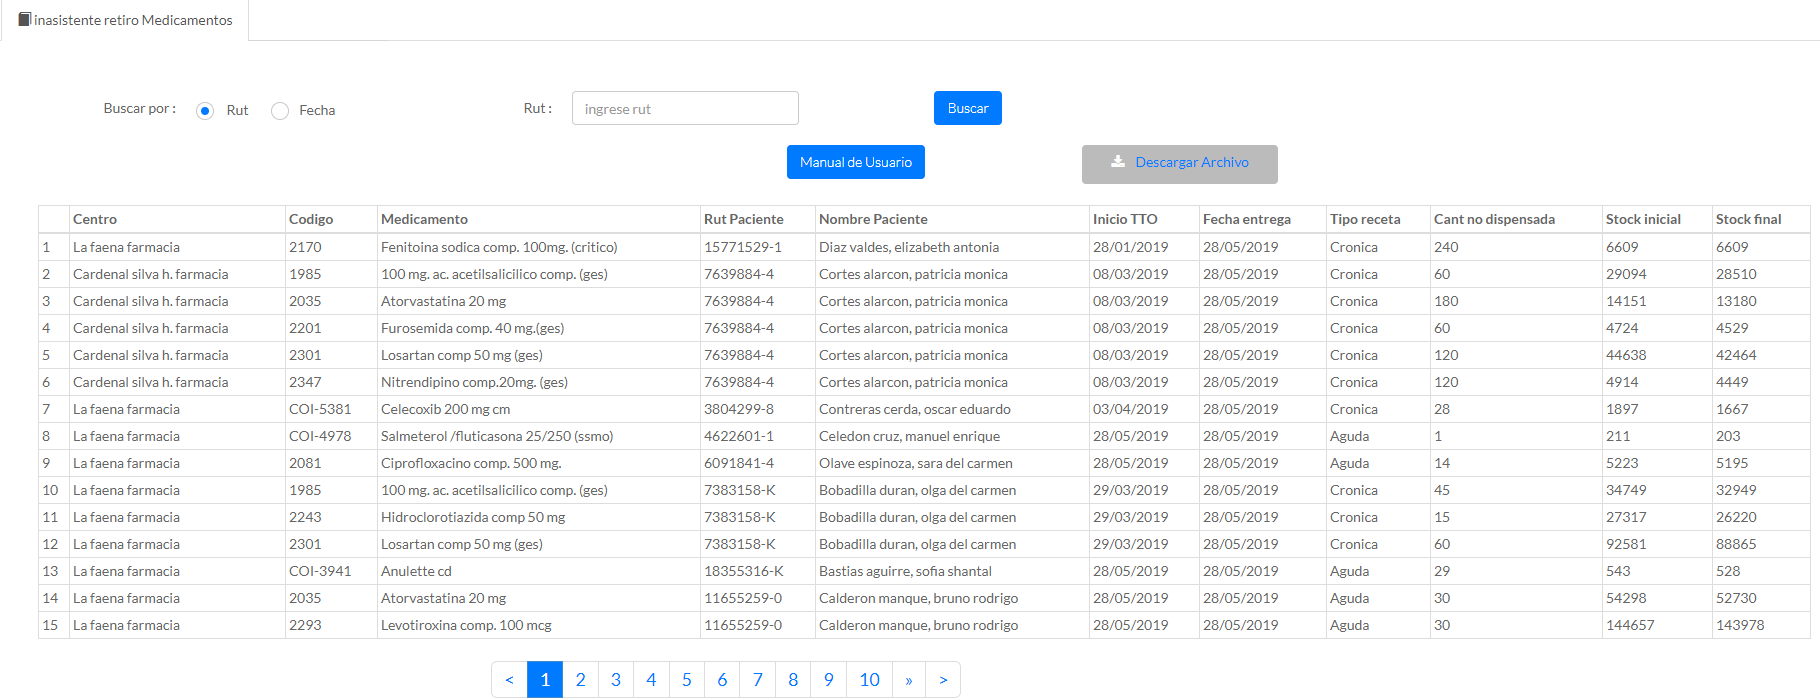 inasistente retiro Medicamentos
Buscar por : Rut Fecha Rut : ingrese rut Buscar
Manual de Usuario Descargar Archivo
Centro Codigo Medicamento Rut Paciente Nombre Paciente Inicio TTO Fecha entrega Tipo receta Cant no dispensada Stock inicial Stock final
1 La faena farmacia 2170 Fenitoina sodica comp. 100mg. (critico) 15771529-1 Diaz valdes, elizabeth antonia 28/01/2019 28/05/2019 Cronica 240 6609 6609
2 Cardenal silva h. farmacia 1985 100 mg. ac. acetilsalicilico comp. (ges) 7639884-4 Cortes alarcon, patricia monica 08/03/2019 28/05/2019 Cronica 60 29094 28510
3 Cardenal silva h. farmacia 2035 Atorvastatina 20 mg 7639884-4 Cortes alarcon, patricia monica 08/03/2019 28/05/2019 Cronica 180 14151 13180
4 Cardenal silva h. farmacia 2201 Furosemida comp. 40 mg.(ges) 7639884-4 Cortes alarcon, patricia monica 08/03/2019 28/05/2019 Cronica 60 4724 4529
5 Cardenal silva h. farmacia 2301 Losartan comp 50 mg (ges) 7639884-4 Cortes alarcon, patricia monica 08/03/2019 28/05/2019 Cronica 120 44638 42464
6 Cardenal silva h. farmacia 2347 Nitrendipino comp.20mg. (ges) 7639884-4 Cortes alarcon, patricia monica 08/03/2019 28/05/2019 Cronica 120 4914 4449
7 La faena farmacia COI-5381 Celecoxib 200 mg cm 3804299-8 Contreras cerda, oscar eduardo 03/04/2019 28/05/2019 Cronica 28 1897 1667
8 La faena farmacia COI-4978 Salmeterol /fluticasona 25/250 (ssmo) 4622601-1 Celedon cruz, manuel enrique 28/05/2019 28/05/2019 Aguda 1 211 203
9 La faena farmacia 2081 Ciprofloxacino comp. 500 mg. 6091841-4 Olave espinoza, sara del carmen 28/05/2019 28/05/2019 Aguda 14 5223 5195
10 La faena farmacia 1985 100 mg. ac. acetilsalicilico comp. (ges) 7383158-K Bobadilla duran, olga del carmen 29/03/2019 28/05/2019 Cronica 45 34749 32949
11 La faena farmacia 2243 Hidroclorotiazida comp 50 mg 7383158-K Bobadilla duran, olga del carmen 29/03/2019 28/05/2019 Cronica 15 27317 26220
12 La faena farmacia 2301 Losartan comp 50 mg (ges) 7383158-K Bobadilla duran, olga del carmen 29/03/2019 28/05/2019 Cronica 60 92581 88865
13 La faena farmacia COI-3941 Anulette cd 18355316-K Bastias aguirre, sofia shantal 28/05/2019 28/05/2019 Aguda 29 543 528
14 La faena farmacia 2035 Atorvastatina 20 mg 11655259-0 Calderon manque, bruno rodrigo 28/05/2019 28/05/2019 Aguda 30 54298 52730
15 La faena farmacia 2293 Levotiroxina comp. 100 mcg 11655259-0 Calderon manque, bruno rodrigo 28/05/2019 28/05/2019 Aguda 30 144657 143978
< 1 2 3 4 5 6 7 8 9 10 » >